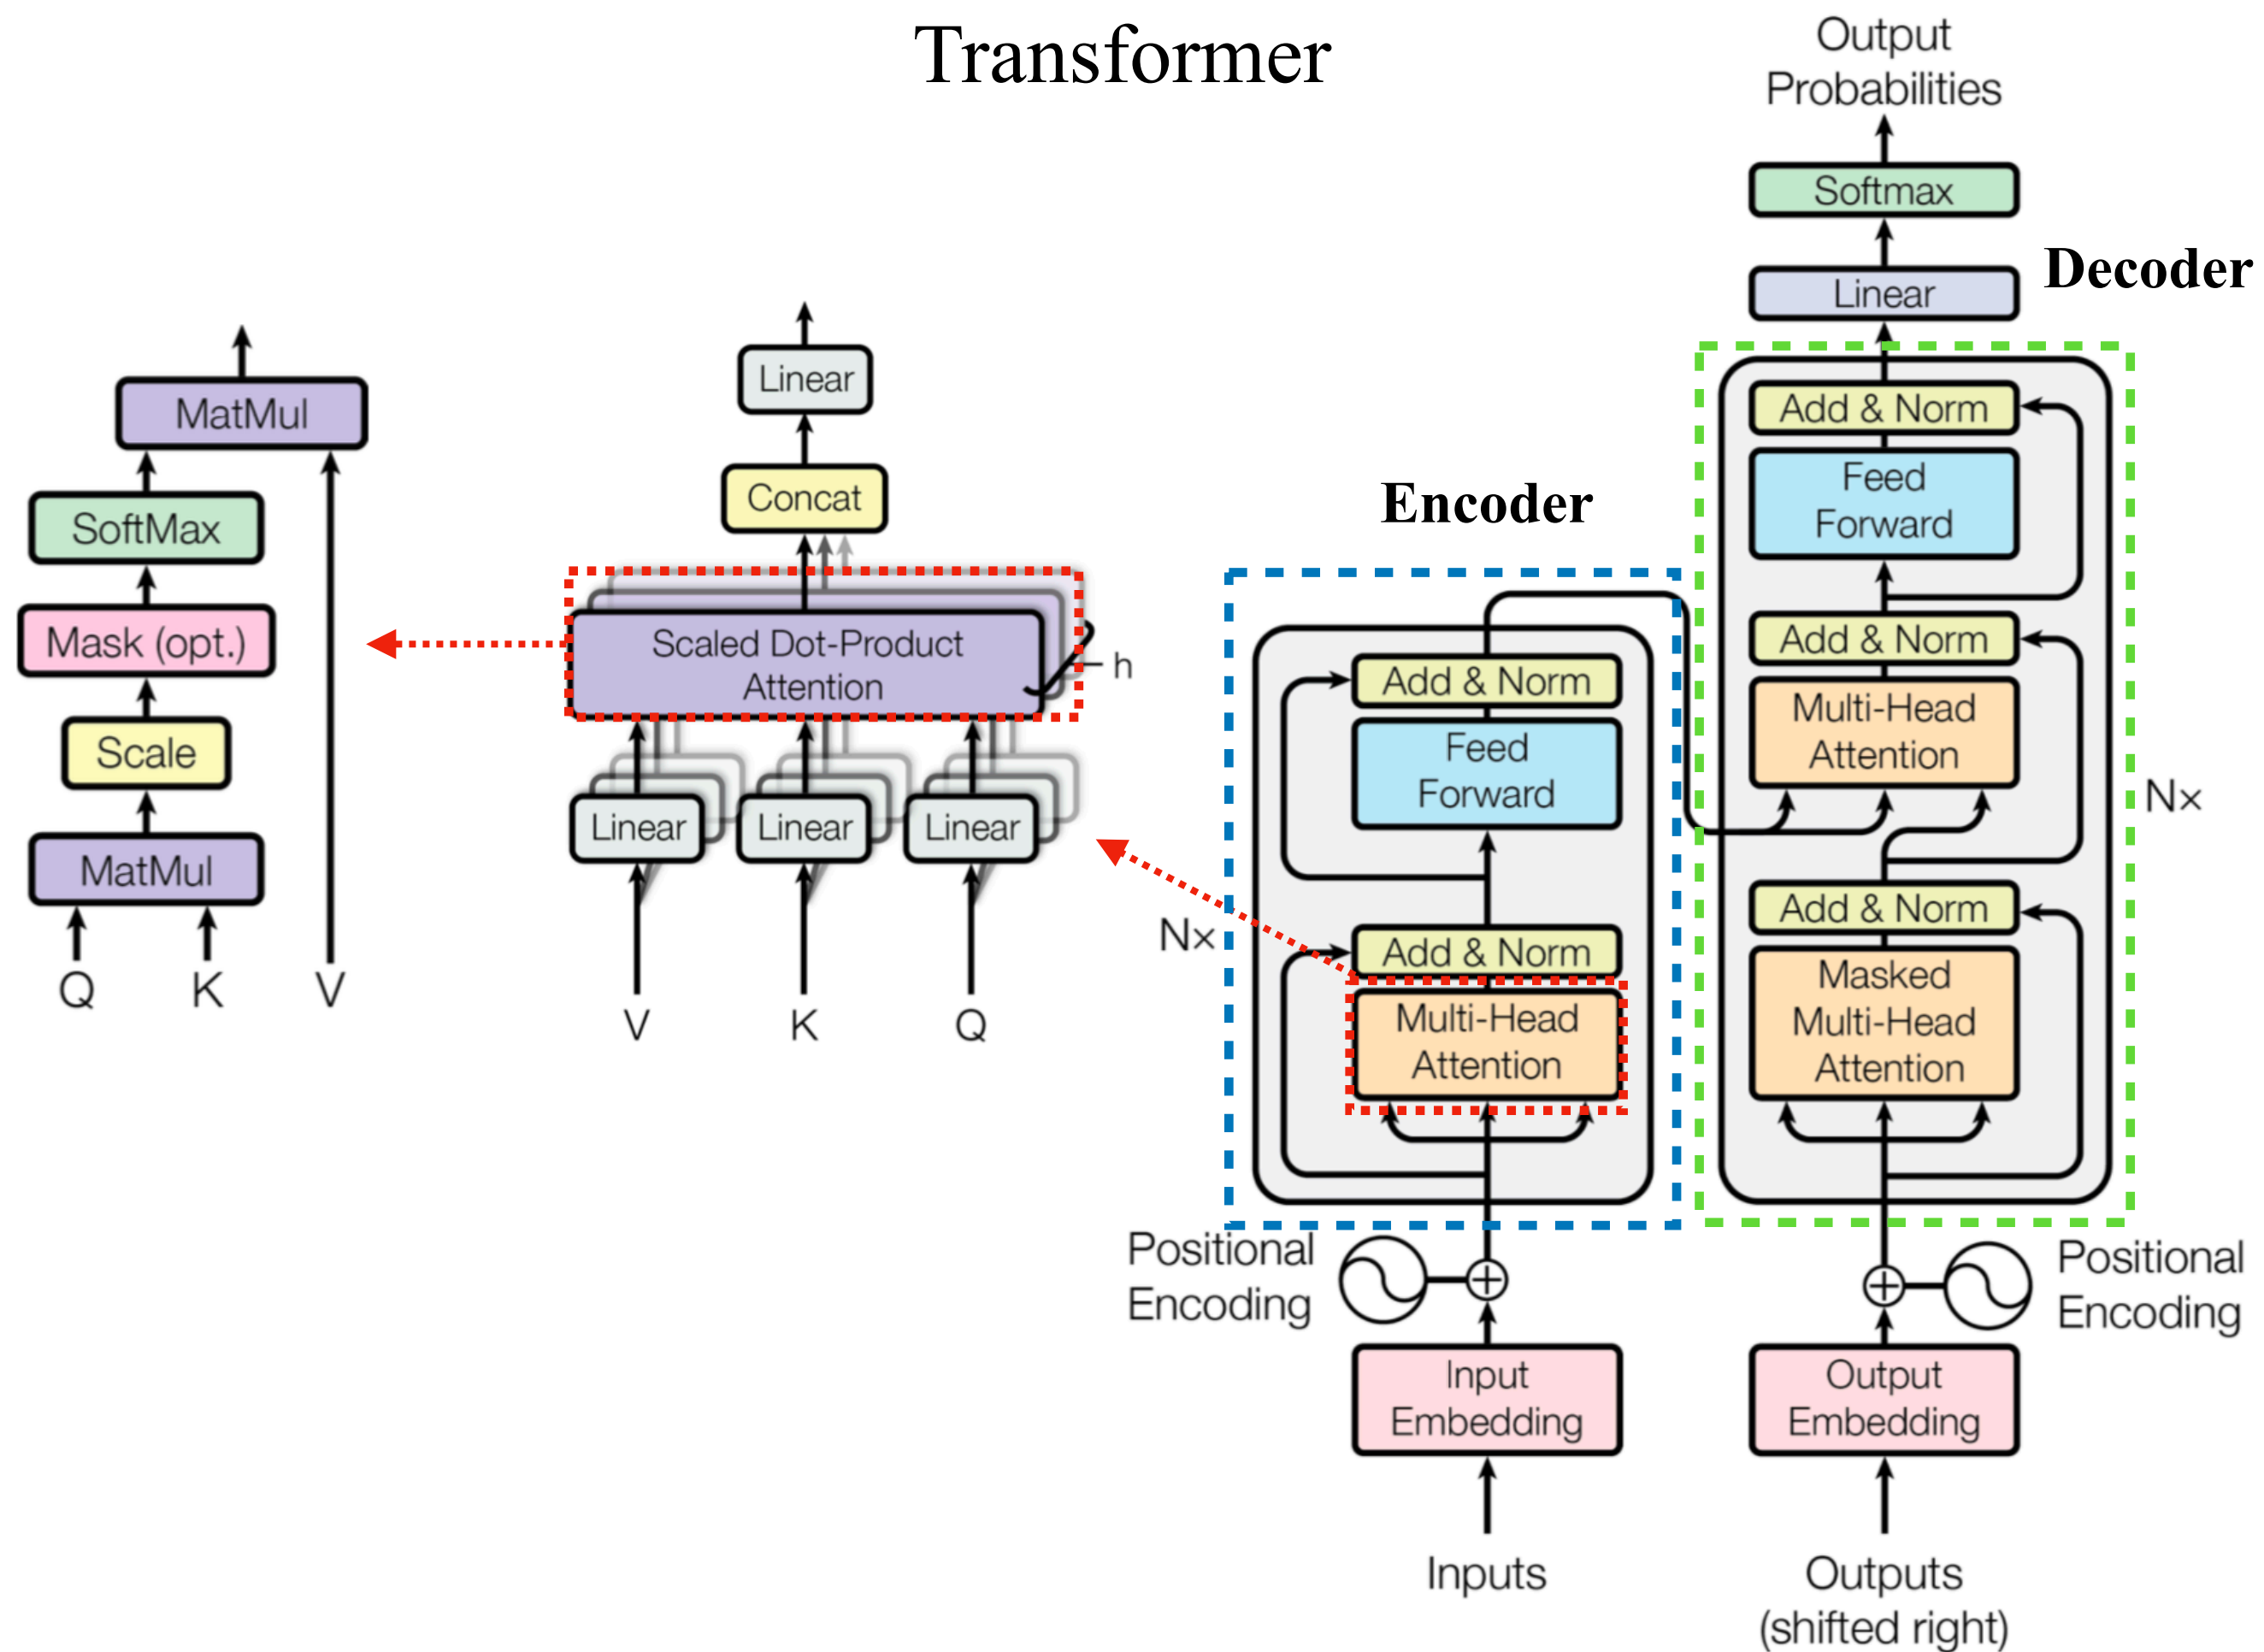 Transformer
MatMul
SoftMax
Mask (opt.)
Scale
MatMul
Q
K
V
Linear
Concat
Scaled Dot-Product
Attention
h
Linear
Linear
Linear
V
K
Q
Encoder
Add & Norm
Feed
Forward
N×
Add & Norm
Multi-Head
Attention
Positional
Encoding
Input
Embedding
Inputs
Output
Probabilities
Softmax
Decoder
Linear
Add & Norm
Feed
Forward
Add & Norm
Multi-Head
Attention
N×
Add & Norm
Masked
Multi-Head
Attention
Positional
Encoding
Output
Embedding
Outputs
(shifted right)